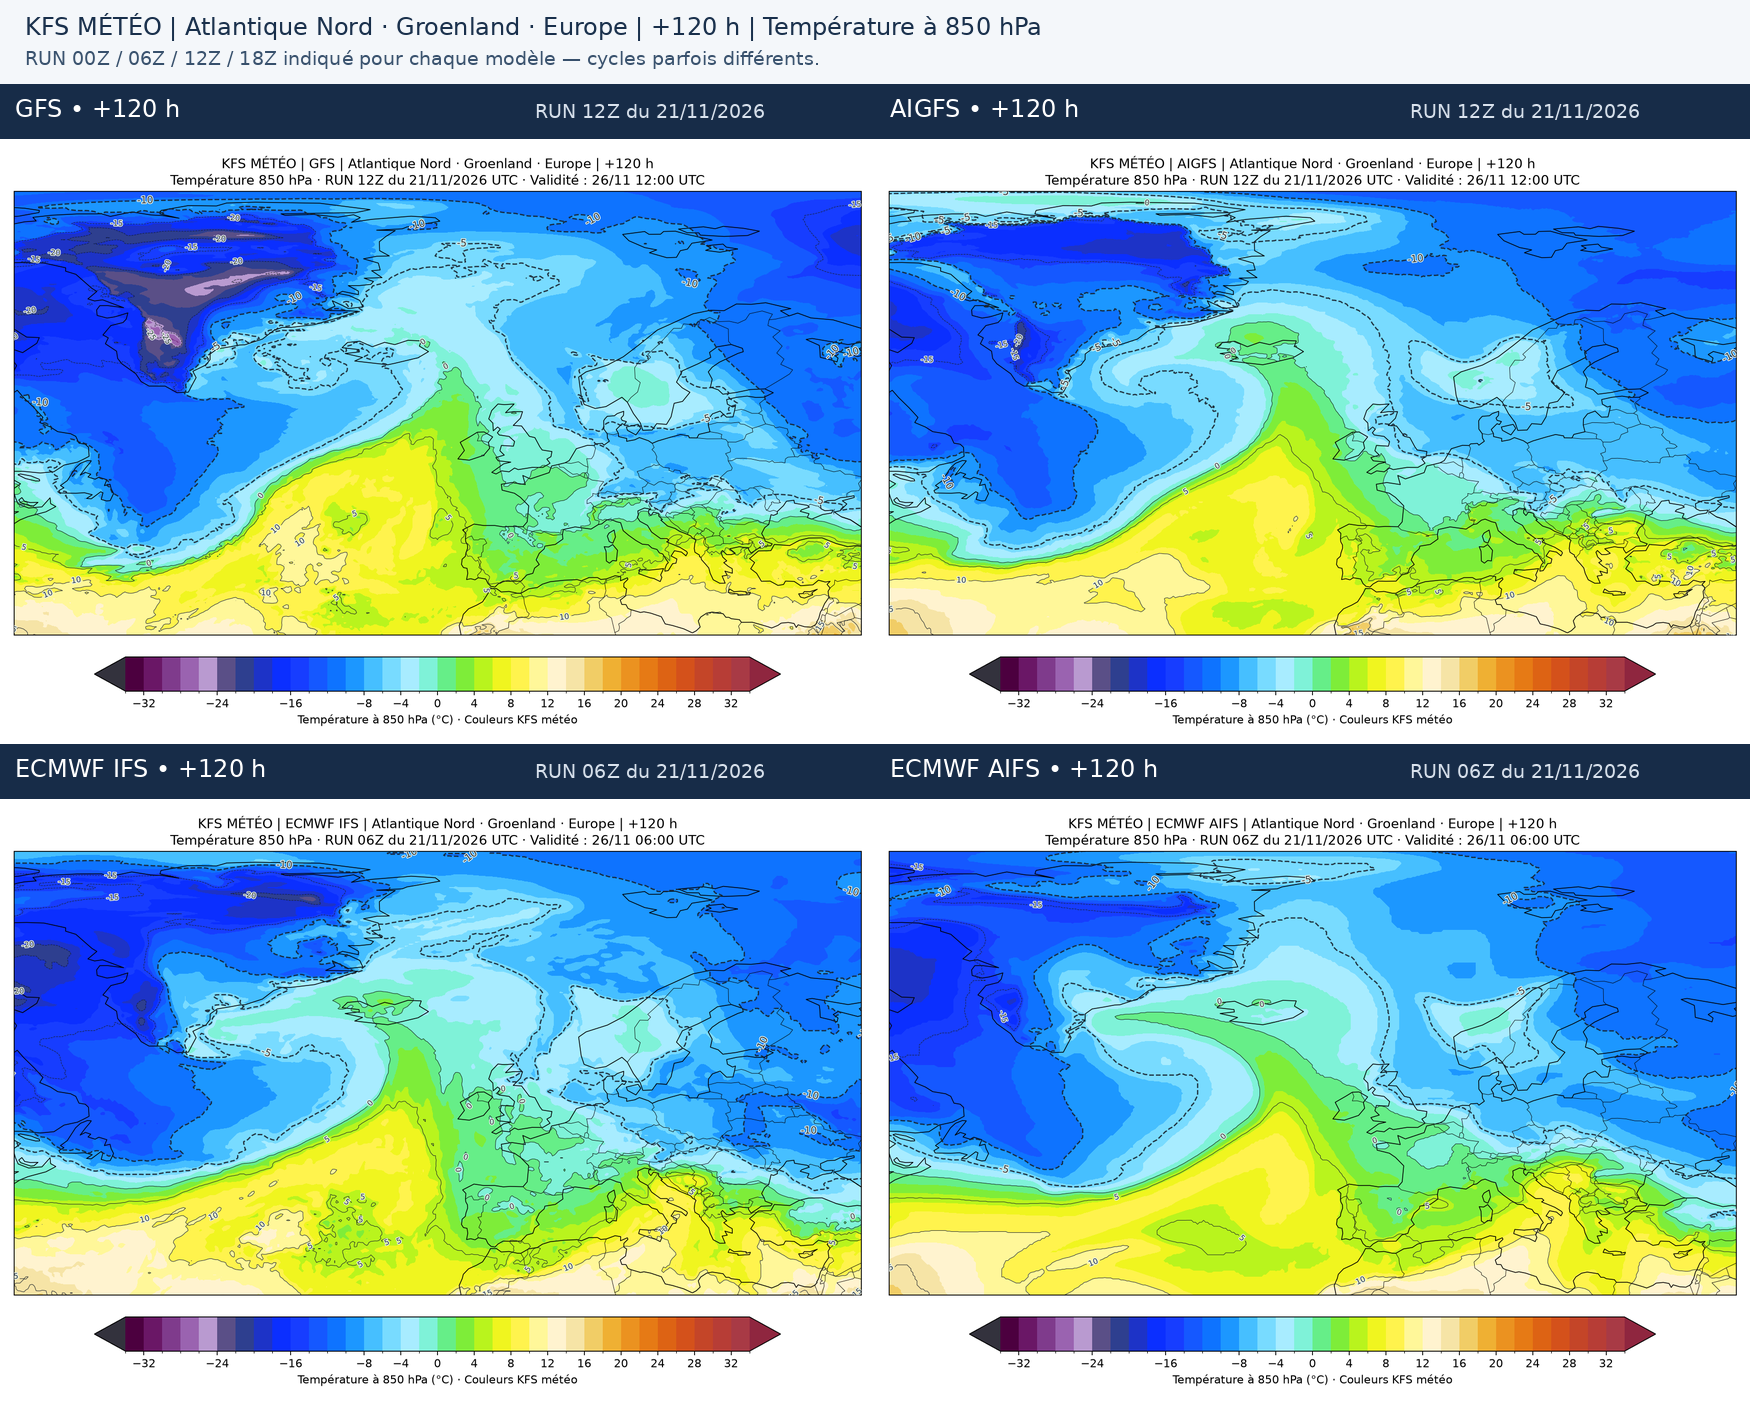 KFS MÉTÉO | Atlantique Nord · Groenland · Europe | +120 h | Température à 850 hPa
RUN 00Z / 06Z / 12Z / 18Z indiqué pour chaque modèle — cycles parfois différents.
GFS • +120 h
RUN 12Z du 21/11/2026
KFS MÉTÉO | GFS | Atlantique Nord · Groenland · Europe | +120 h
Température 850 hPa · RUN 12Z du 21/11/2026 UTC · Validité : 26/11 12:00 UTC
−32 −24 −16 −8 −4 0 4 8 12 16 20 24 28 32
Température à 850 hPa (°C) · Couleurs KFS météo
AIGFS • +120 h
RUN 12Z du 21/11/2026
KFS MÉTÉO | AIGFS | Atlantique Nord · Groenland · Europe | +120 h
Température 850 hPa · RUN 12Z du 21/11/2026 UTC · Validité : 26/11 12:00 UTC
−32 −24 −16 −8 −4 0 4 8 12 16 20 24 28 32
Température à 850 hPa (°C) · Couleurs KFS météo
ECMWF IFS • +120 h
RUN 06Z du 21/11/2026
KFS MÉTÉO | ECMWF IFS | Atlantique Nord · Groenland · Europe | +120 h
Température 850 hPa · RUN 06Z du 21/11/2026 UTC · Validité : 26/11 06:00 UTC
−32 −24 −16 −8 −4 0 4 8 12 16 20 24 28 32
Température à 850 hPa (°C) · Couleurs KFS météo
ECMWF AIFS • +120 h
RUN 06Z du 21/11/2026
KFS MÉTÉO | ECMWF AIFS | Atlantique Nord · Groenland · Europe | +120 h
Température 850 hPa · RUN 06Z du 21/11/2026 UTC · Validité : 26/11 06:00 UTC
−32 −24 −16 −8 −4 0 4 8 12 16 20 24 28 32
Température à 850 hPa (°C) · Couleurs KFS météo